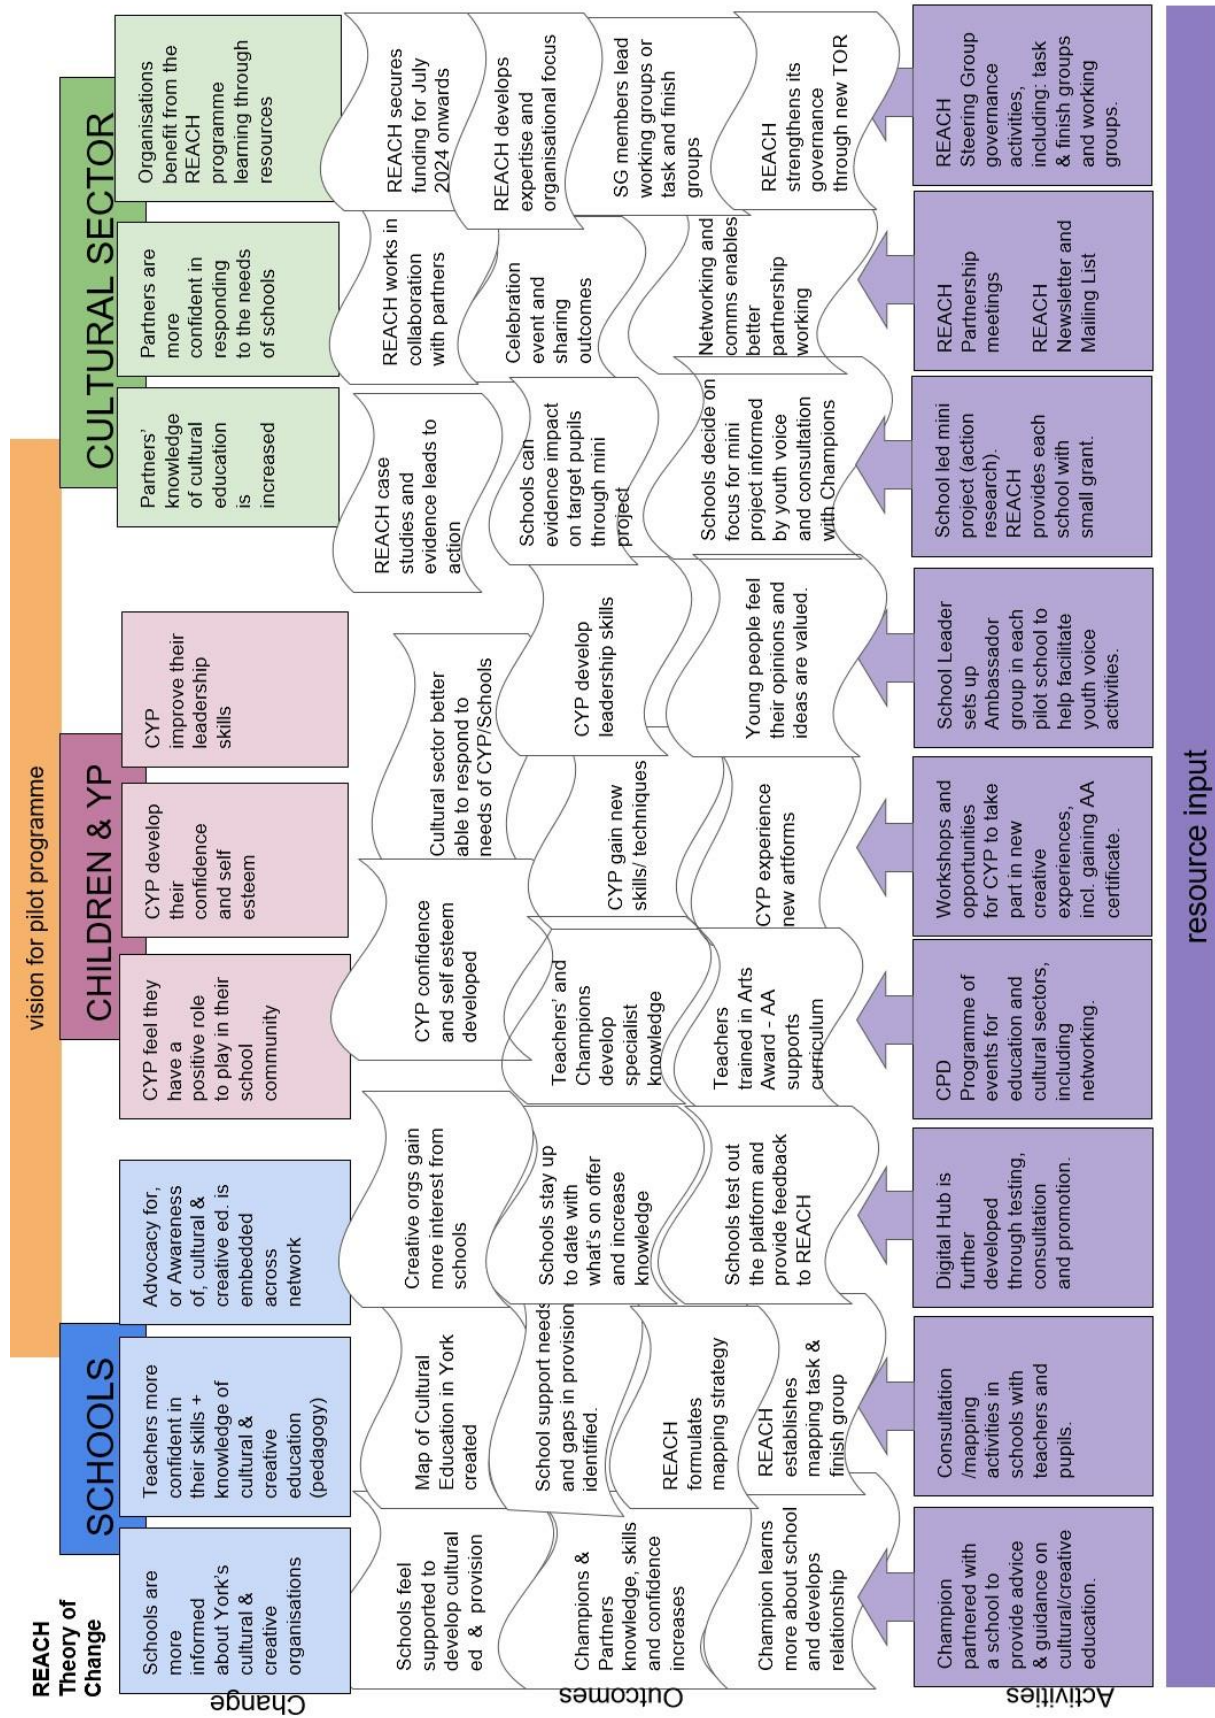 REACH
Theory of
Change
vision for pilot programme
SCHOOLS
CHILDREN & YP
CULTURAL SECTOR
Change
Schools are
more
informed
about York's
cultural &
creative
organisations
Teachers more
confident in
their skills +
knowledge of
cultural &
creative
education
(pedagogy)
Advocacy for,
or Awareness
of, cultural &
creative ed. is
embedded
across
network
CYP feel they
have a
positive role
to play in their
school
community
CYP develop
their
confidence
and self
esteem
CYP
improve their
leadership
skills
Partners'
knowledge
of cultural
education
is
increased
Partners are
more
confident in
responding
to the needs
of schools
Organisations
benefit from the
REACH
programme
learning through
resources
Outcomes
Schools feel
supported to
develop cultural
ed & provision
Champions &
Partners
knowledge, skills
and confidence
increases
Champion learns
more about school
and develops
relationship
Map of Cultural
Education in York
created
School support needs
and gaps in provision
identified.
REACH
formulates
mapping strategy
REACH
establishes
mapping task &
finish group
Creative orgs gain
more interest from
schools
Schools stay up
to date with
what's on offer
and increase
knowledge
Schools test out
the platform and
provide feedback
to REACH
CYP confidence
and self esteem
developed
Teachers' and
Champions
develop
specialist
knowledge
Teachers
trained in Arts
Award - AA
supports
curriculum
Cultural sector better
able to respond to
needs of CYP/Schools
CYP gain new
skills/ techniques
CYP experience
new artforms
CYP develop
leadership skills
Young people feel
their opinions and
ideas are valued.
REACH case
studies and
evidence leads to
action
Schools can
evidence impact
on target pupils
through mini
project
Schools decide on
focus for mini
project informed
by youth voice
and consultation
with Champions
REACH works in
collaboration
with partners
Celebration
event and
sharing
outcomes
Networking and
comms enables
better
partnership
working
REACH secures
funding for July
2024 onwards
REACH develops
expertise and
organisational focus
SG members lead
working groups or
task and finish
groups
REACH
strengthens its
governance
through new TOR
Activities
Champion
partnered with
a school to
provide advice
& guidance on
cultural/creative
education.
Consultation
/mapping
activities in
schools with
teachers and
pupils.
Digital Hub is
further
developed
through testing,
consultation
and promotion.
CPD
Programme of
events for
education and
cultural sectors,
including
networking.
Workshops and
opportunities
for CYP to take
part in new
creative
experiences,
incl. gaining AA
certificate.
School Leader
sets up
Ambassador
group in each
pilot school to
help facilitate
youth voice
activities.
School led mini
project (action
research).
REACH
provides each
school with
small grant.
REACH
Partnership
meetings
REACH
Newsletter and
Mailing List
REACH
Steering Group
governance
activities,
including: task
& finish groups
and working
groups.
resource input